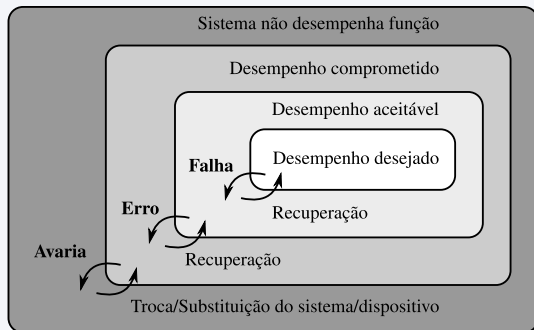 Sistema não desempenha função
Desempenho comprometido
Desempenho aceitável
Desempenho desejado
Falha
Erro
Recuperação
Avaria
Recuperação
Troca/Substituição do sistema/dispositivo